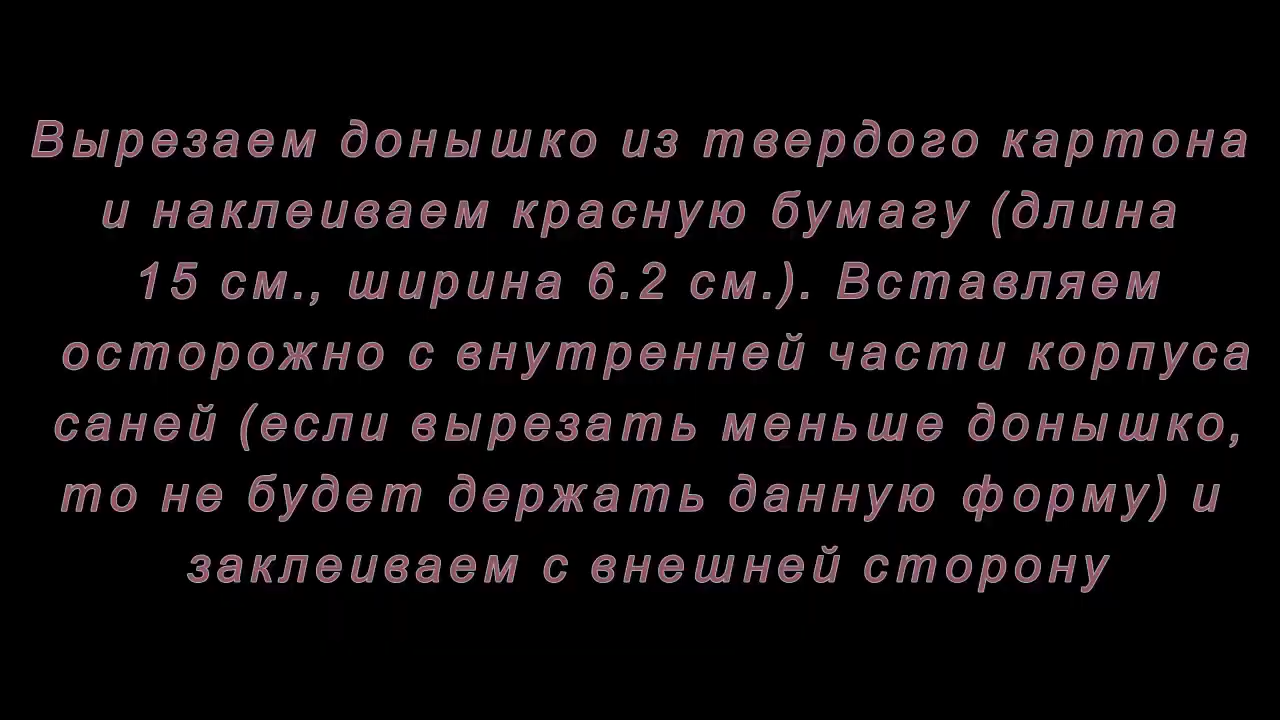 Вырезаем донышко из твердого картона
и наклеиваем красную бумагу (длина
15 см., ширина 6.2 см.). Вставляем
осторожно с внутренней части корпуса
саней (если вырезать меньше донышко,
то не будет держать данную форму) и
заклеиваем с внешней сторону